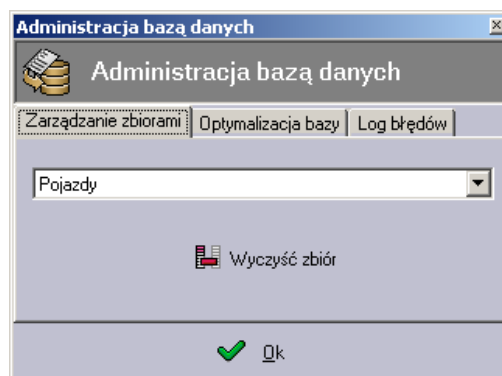 Administracja bazą danych
Administracja bazą danych
Zarządzanie zbiorami Optymalizacja bazy Log błędów
Pojazdy
Wyczyść zbiór
Ok